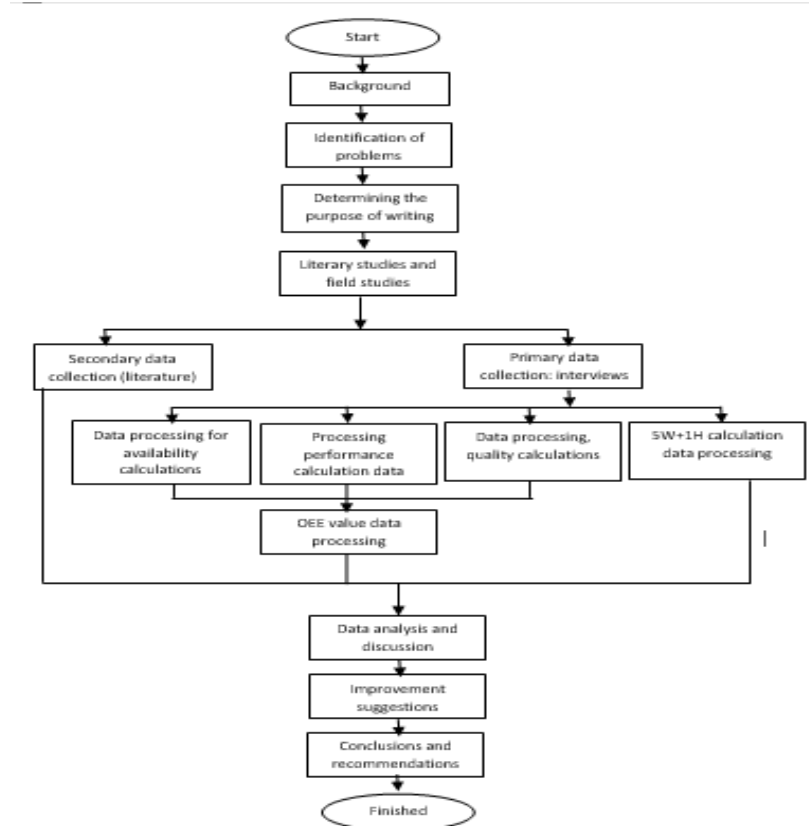 Start
Background
Identification of
problems
Determining the
purpose of writing
Literary studies and
field studies
Secondary data
collection (literature)
Primary data
collection: interviews
Data processing for
availability
calculations
Processing
performance
calculation data
Data processing,
quality calculations
5W+1H calculation
data processing
OEE value data
processing
Data analysis and
discussion
Improvement
suggestions
Conclusions and
recommendations
Finished